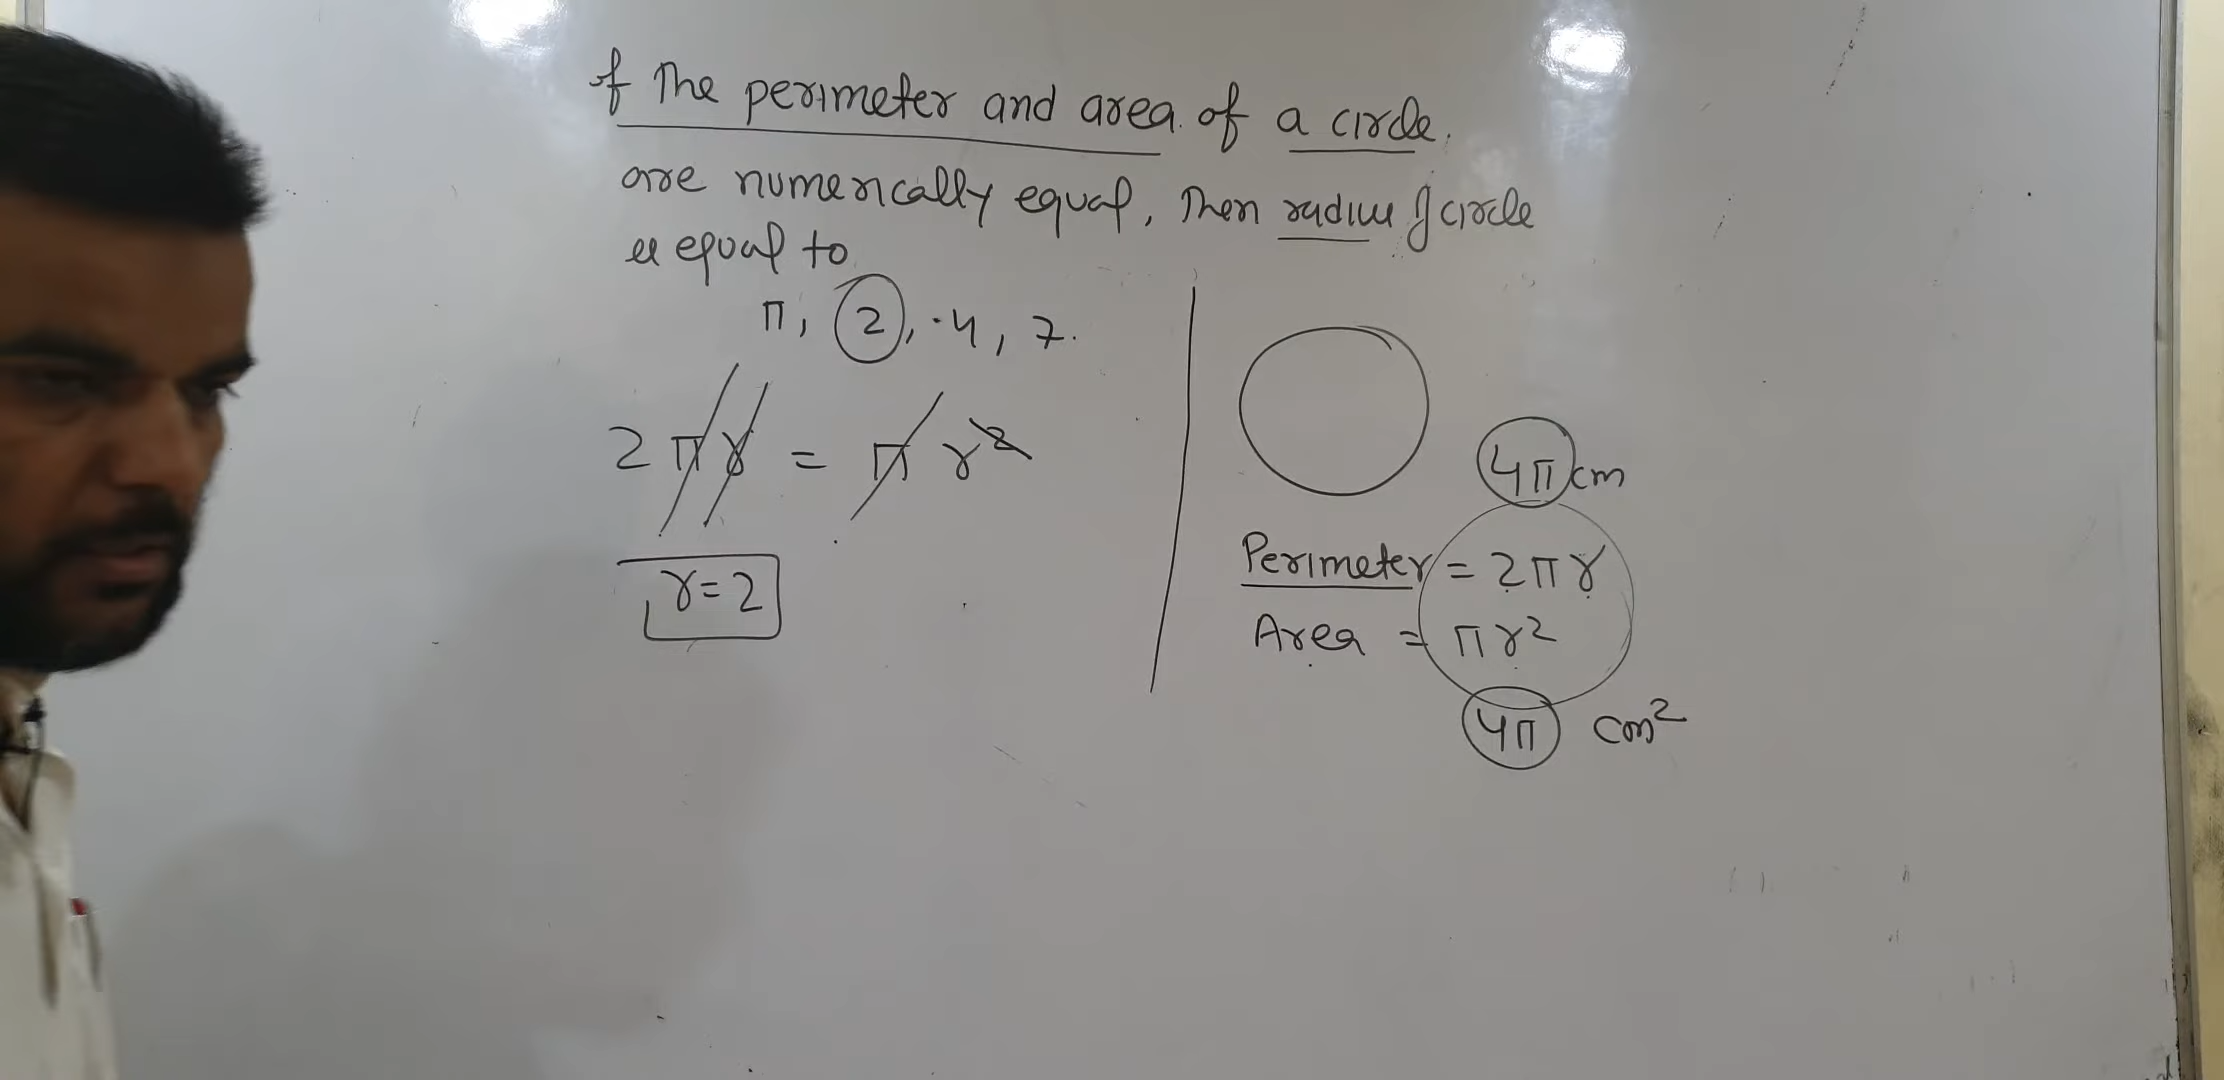 If The perimeter and area of a circle.
are numerically equal, Then radius of circle
is equal to
π, 2, 4, 7.
2πr = πr²
r=2
4π cm
Perimeter = 2πr
Area = πr²
4π cm²